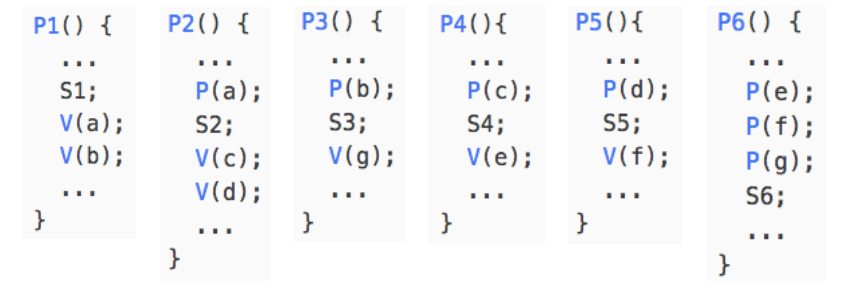 P1() {
...
S1;
V(a);
V(b);
...
}
P2() {
...
P(a);
S2;
V(c);
V(d);
...
}
P3() {
...
P(b);
S3;
V(g);
...
}
P4(){
...
P(c);
S4;
V(e);
...
}
P5(){
...
P(d);
S5;
V(f);
...
}
P6() {
...
P(e);
P(f);
P(g);
S6;
...
}